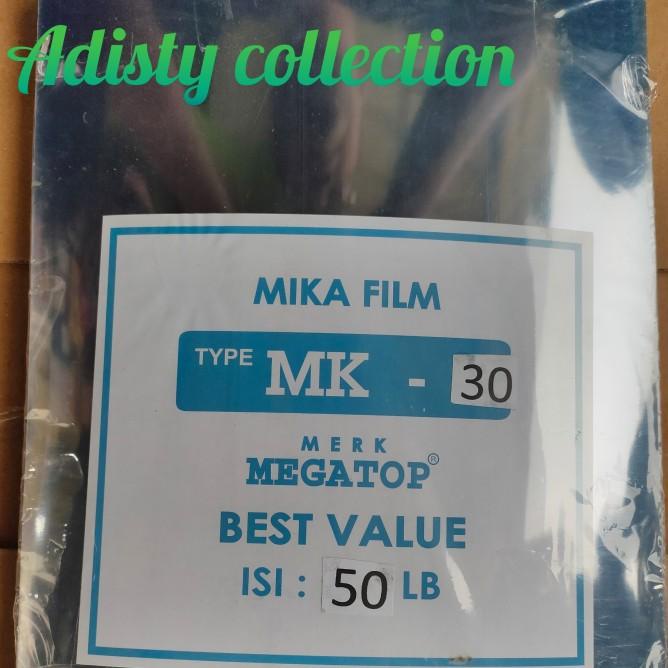 Adisty collection
MIKA FILM
TYPE MK - 30
MERK
MEGATOP®
BEST VALUE
ISI : 50 LB